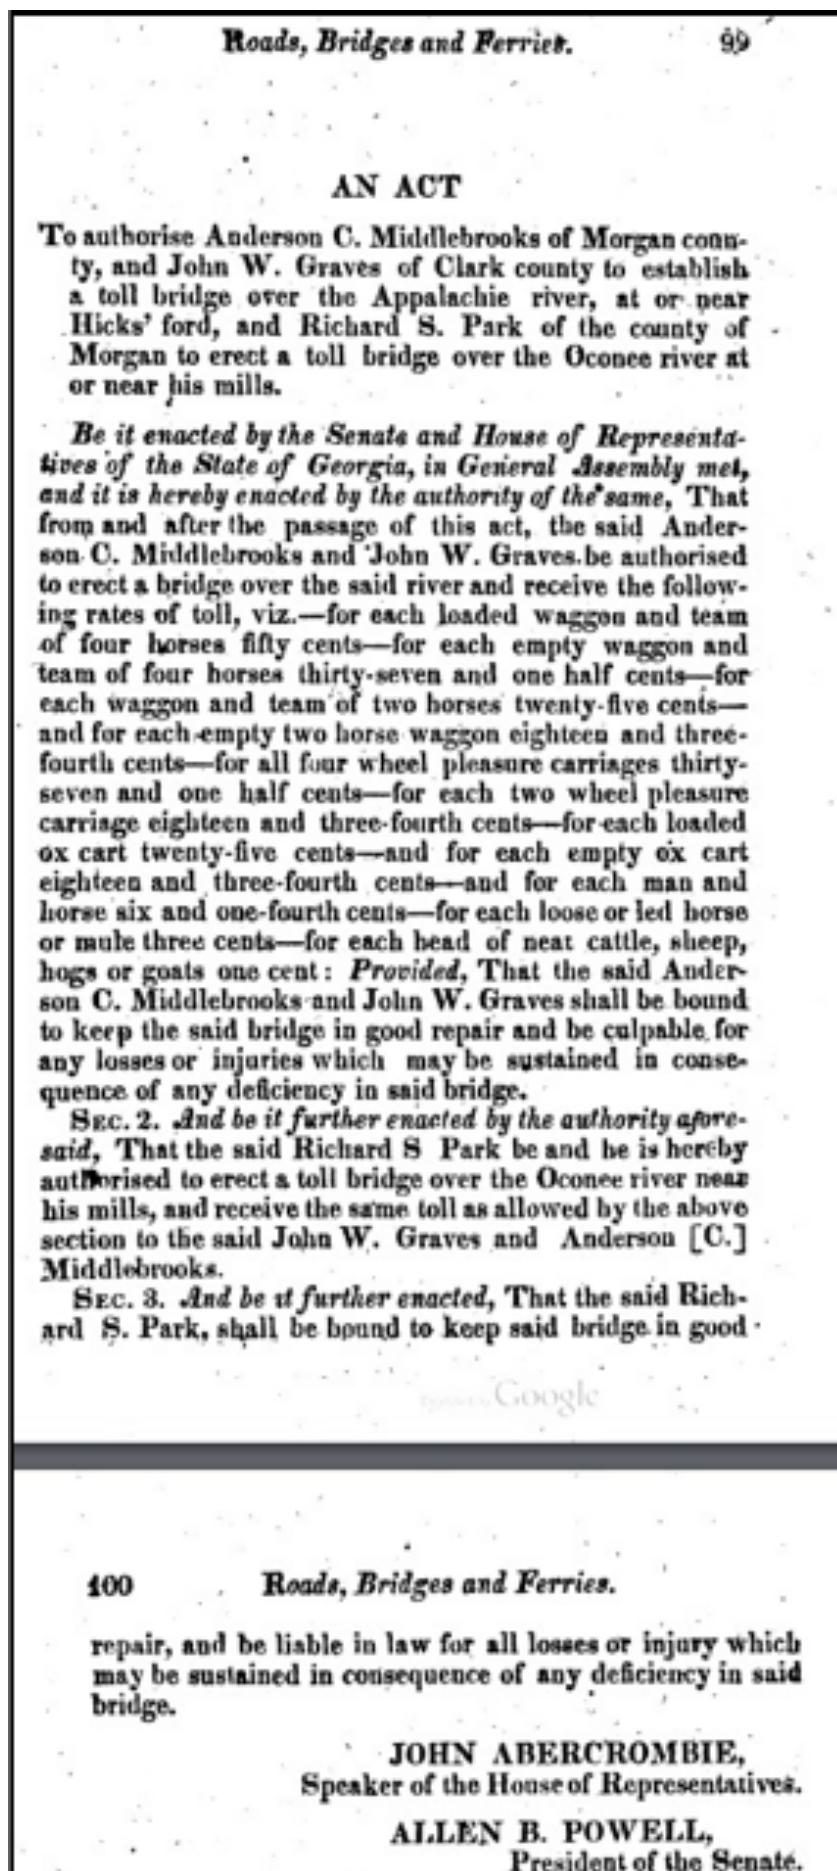 Roads, Bridges and Ferries. 99
AN ACT
To authorise Anderson C. Middlebrooks of Morgan coun-
ty, and John W. Graves of Clark county to establish
a toll bridge over the Appalachie river, at or near
Hicks' ford, and Richard S. Park of the county of
Morgan to erect a toll bridge over the Oconee river at
or near his mills.
Be it enacted by the Senate and House of Representa-
tives of the State of Georgia, in General Assembly met,
and it is hereby enacted by the authority of the same, That
from and after the passage of this act, the said Ander-
son C. Middlebrooks and John W. Graves be authorised
to erect a bridge over the said river and receive the follow-
ing rates of toll, viz.—for each loaded waggon and team
of four horses fifty cents—for each empty waggon and
team of four horses thirty-seven and one half cents—for
each waggon and team of two horses twenty-five cents—
and for each empty two horse waggon eighteen and three-
fourth cents—for all four wheel pleasure carriages thirty-
seven and one half cents—for each two wheel pleasure
carriage eighteen and three-fourth cents—for each loaded
ox cart twenty-five cents—and for each empty ox cart
eighteen and three-fourth cents—and for each man and
horse six and one-fourth cents—for each loose or led horse
or mule three cents—for each head of neat cattle, sheep,
hogs or goats one cent: Provided, That the said Ander-
son C. Middlebrooks and John W. Graves shall be bound
to keep the said bridge in good repair and be culpable for
any losses or injuries which may be sustained in conse-
quence of any deficiency in said bridge.
SEC. 2. And be it further enacted by the authority afore-
said, That the said Richard S Park be and he is hereby
authorised to erect a toll bridge over the Oconee river near
his mills, and receive the same toll as allowed by the above
section to the said John W. Graves and Anderson [C.]
Middlebrooks.
SEC. 3. And be it further enacted, That the said Rich-
ard S. Park, shall be bound to keep said bridge in good
Google
100 Roads, Bridges and Ferries.
repair, and be liable in law for all losses or injury which
may be sustained in consequence of any deficiency in said
bridge.
JOHN ABERCROMBIE,
Speaker of the House of Representatives.
ALLEN B. POWELL,
President of the Senate.